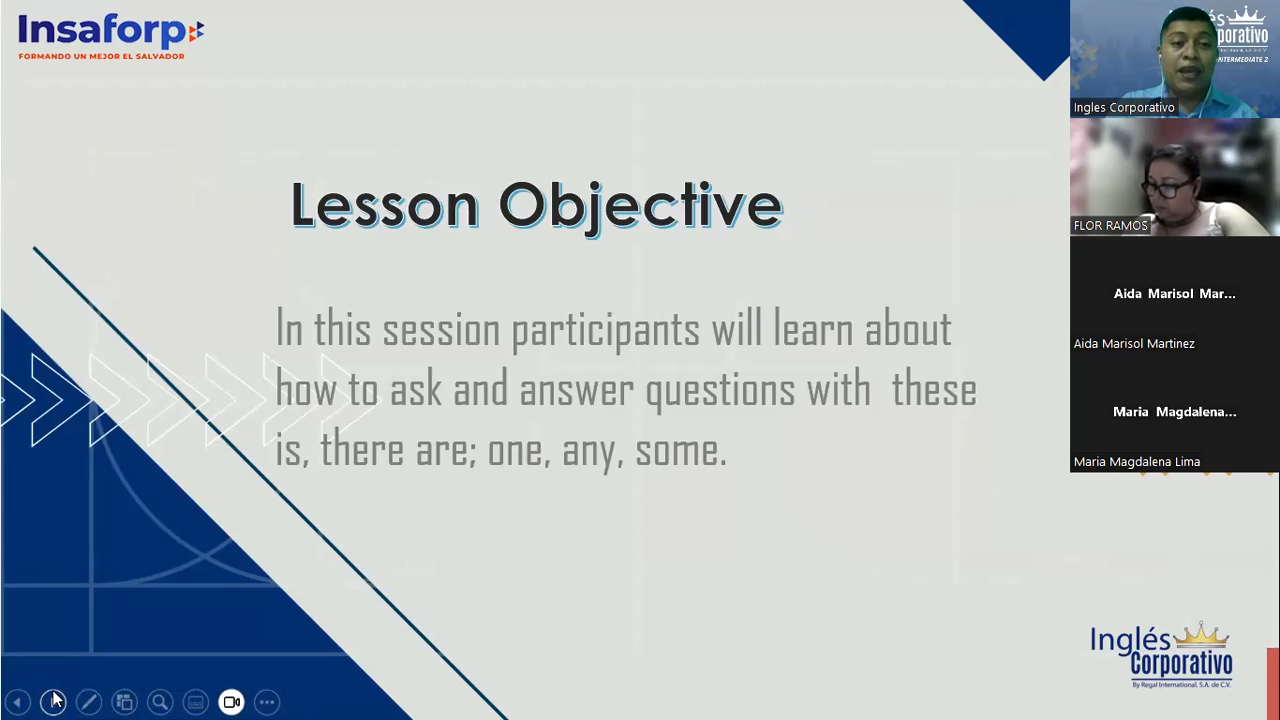 Insaforp
FORMANDO UN MEJOR EL SALVADOR
Lesson Objective
In this session participants will learn about
how to ask and answer questions with these
is, there are; one, any, some.
Inglés
Corporativo
By Regal International, S.A. de C.V.
INTERMEDIATE 2
Ingles Corporativo
FLOR RAMOS
Aida Marisol Mar...
Aida Marisol Martinez
Maria Magdalena...
Maria Magdalena Lima